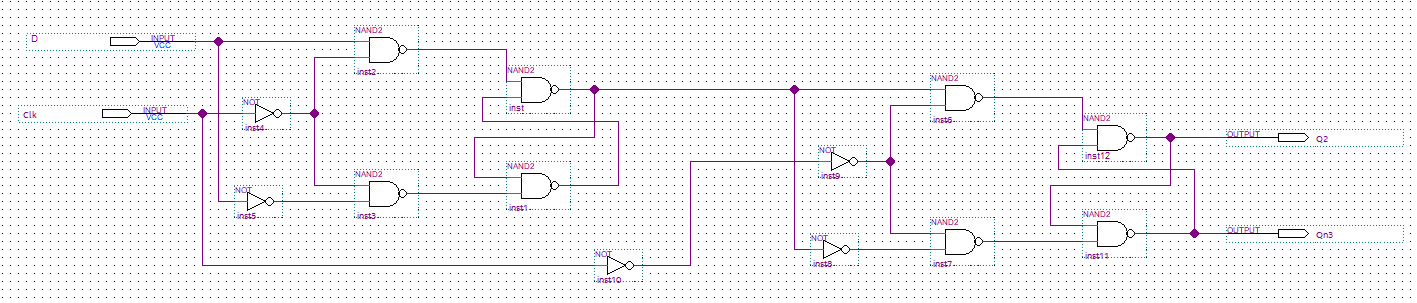 D
INPUT
VCC
Clk
INPUT
VCC
NOT
inst4
NOT
inst5
NAND2
inst2
NAND2
inst3
NAND2
inst
NAND2
inst1
NOT
inst10
NOT
inst9
NOT
inst8
NAND2
inst6
NAND2
inst7
NAND2
inst12
NAND2
inst11
OUTPUT
Q2
OUTPUT
Qn3